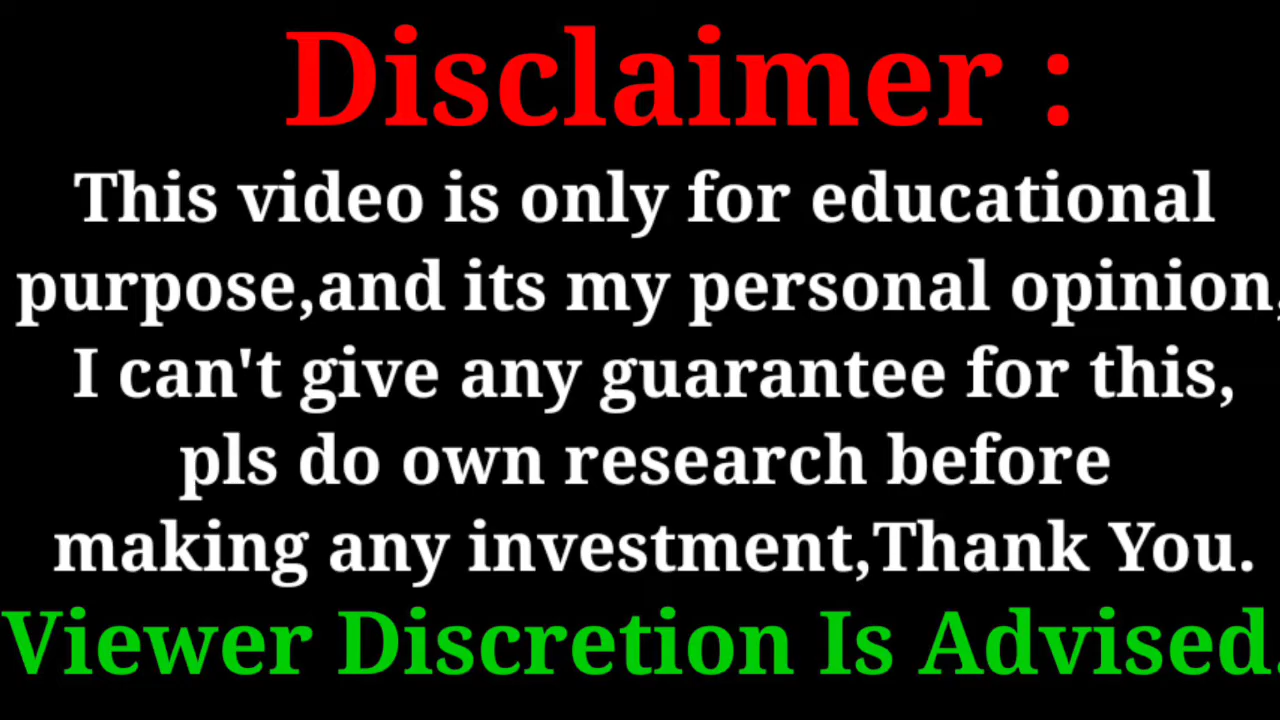 Disclaimer :
This video is only for educational
purpose,and its my personal opinion,
I can't give any guarantee for this,
pls do own research before
making any investment,Thank You.
Viewer Discretion Is Advised.